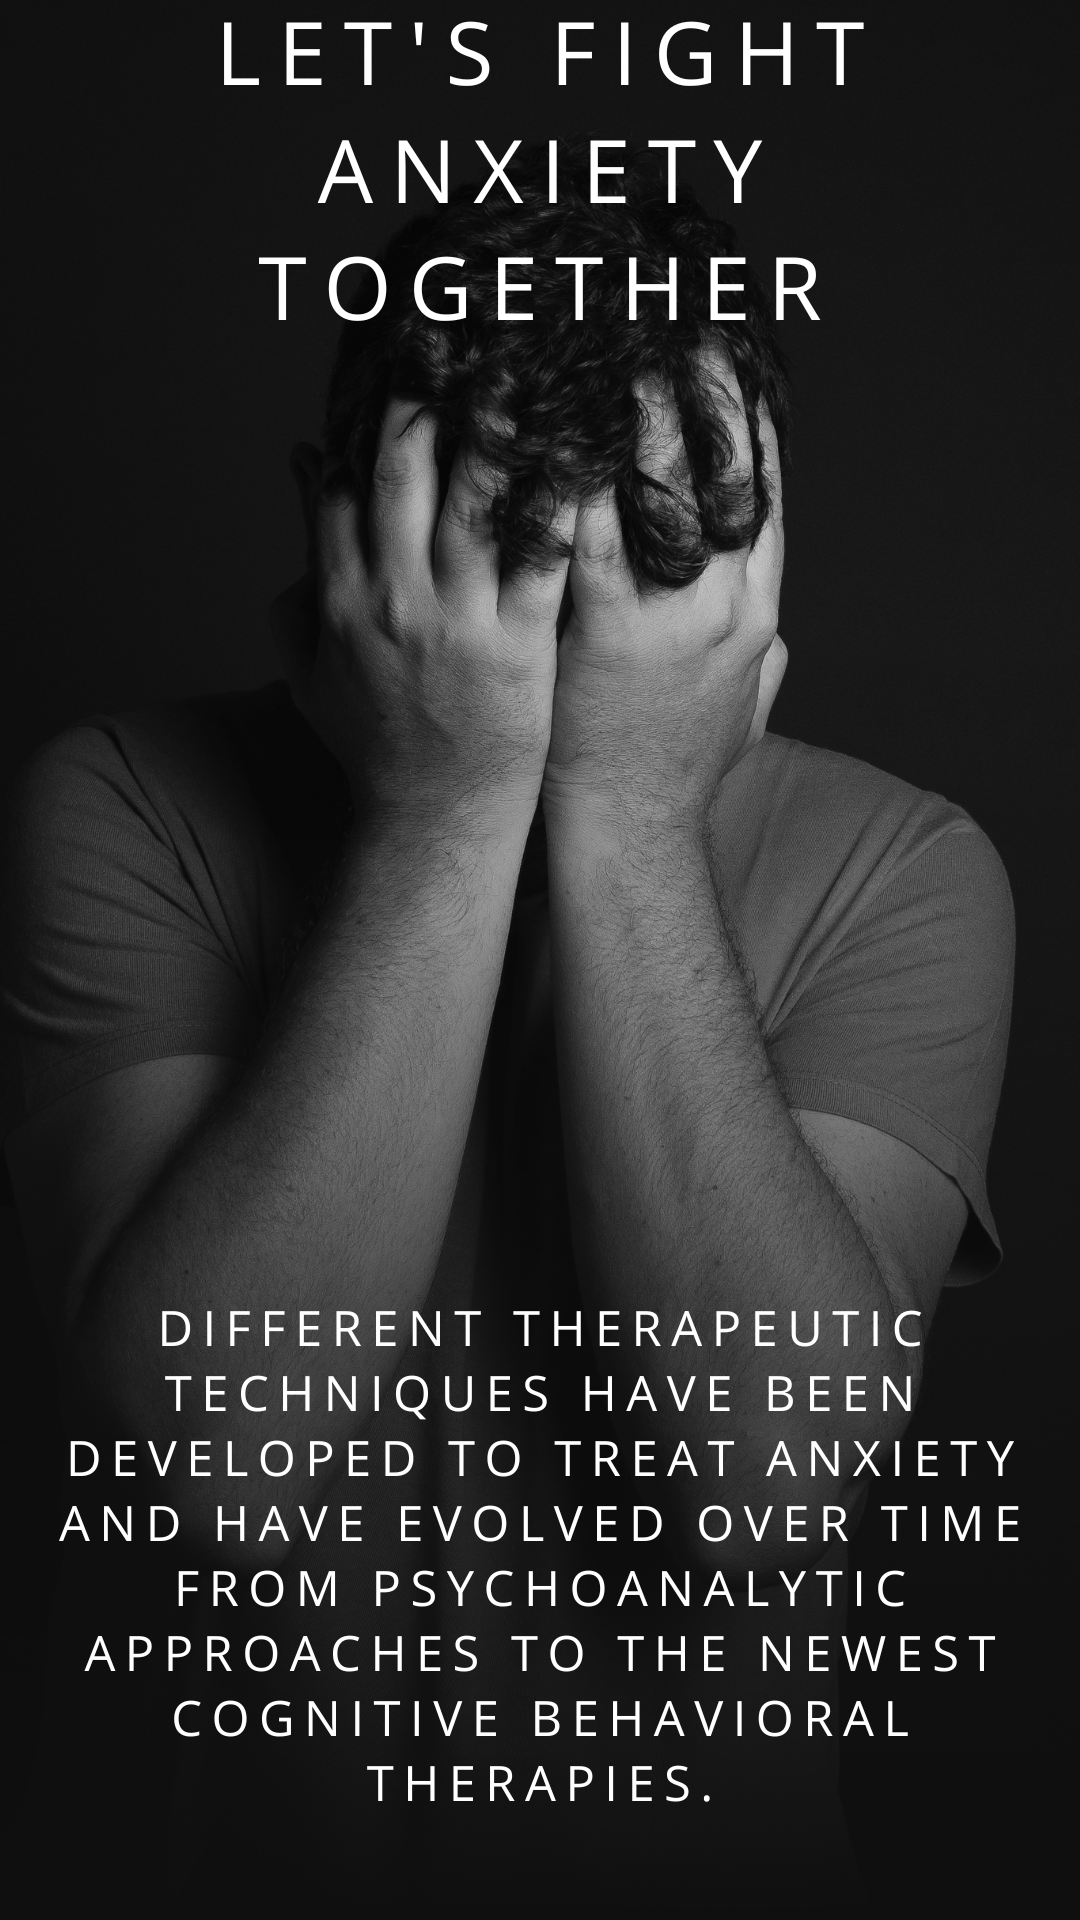 LET'S FIGHT
ANXIETY
TOGETHER
DIFFERENT THERAPEUTIC
TECHNIQUES HAVE BEEN
DEVELOPED TO TREAT ANXIETY
AND HAVE EVOLVED OVER TIME
FROM PSYCHOANALYTIC
APPROACHES TO THE NEWEST
COGNITIVE BEHAVIORAL
THERAPIES.